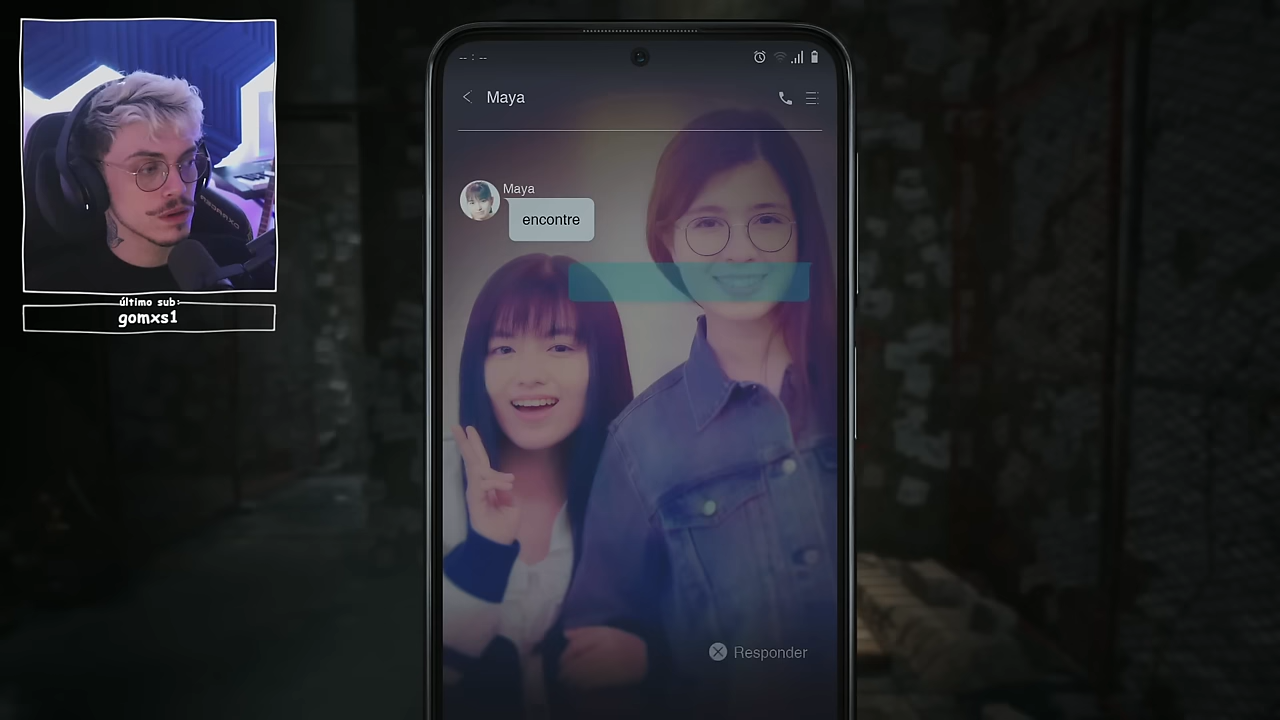 último sub:
gomxs1
-- : --
Maya
Maya
encontre
Responder